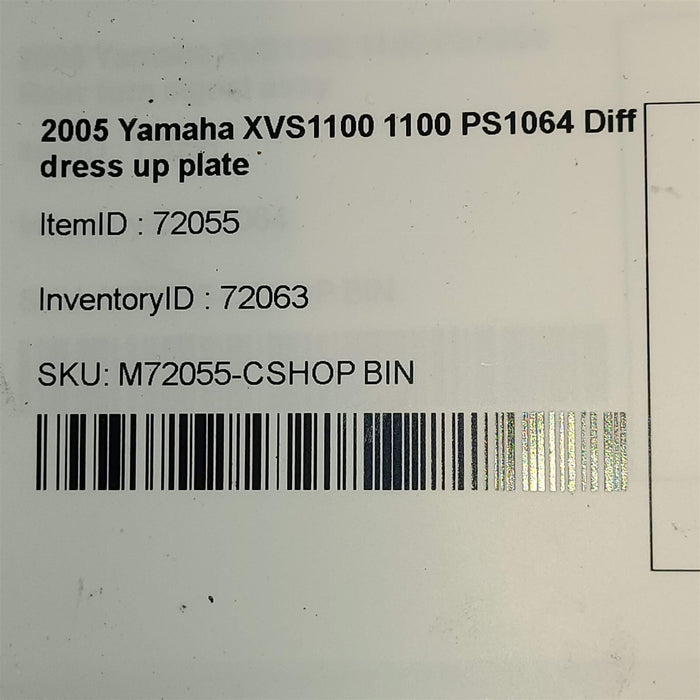 2005 Yamaha XVS1100 1100 PS1064 Diff
dress up plate
ItemID : 72055
InventoryID : 72063
SKU: M72055-CSHOP BIN